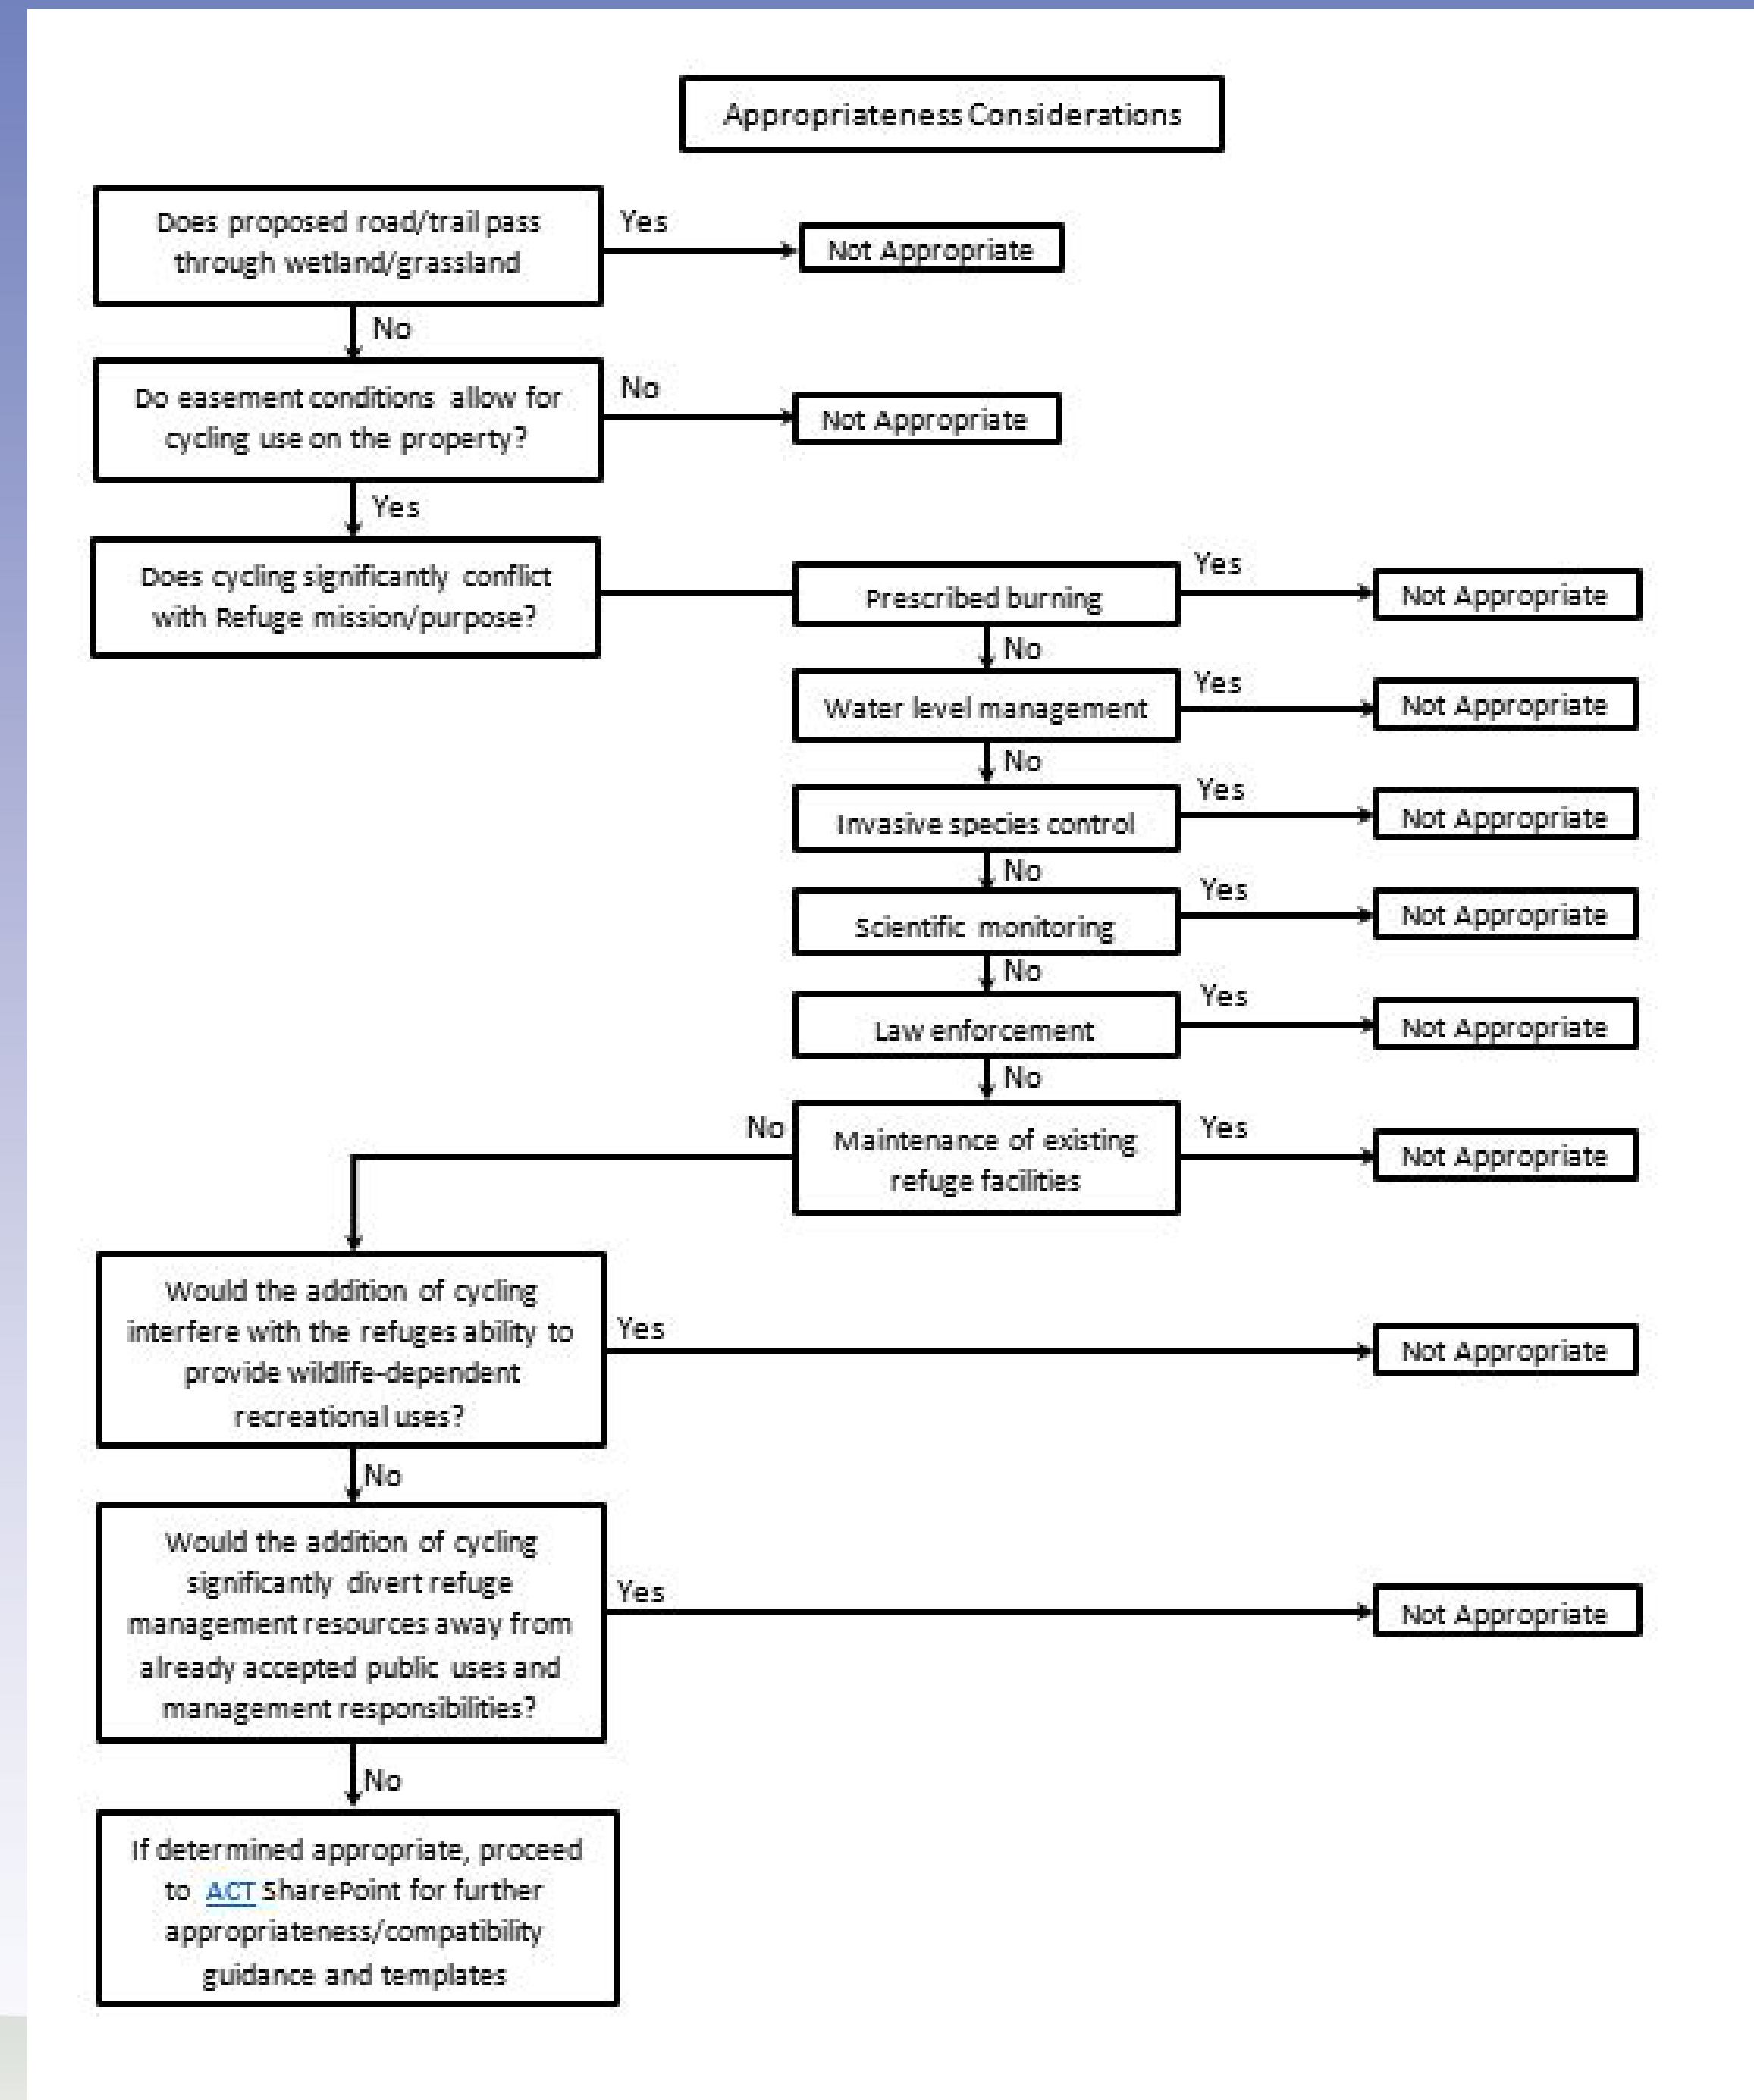 Appropriateness Considerations
Does proposed road/trail pass
through wetland/grassland
Yes
Not Appropriate
No
Do easement conditions allow for
cycling use on the property?
No
Not Appropriate
Yes
Does cycling significantly conflict
with Refuge mission/purpose?
Prescribed burning
Yes
Not Appropriate
No
Water level management
Yes
Not Appropriate
No
Invasive species control
Yes
Not Appropriate
No
Scientific monitoring
Yes
Not Appropriate
No
Law enforcement
Yes
Not Appropriate
No
Maintenance of existing
refuge facilities
Yes
Not Appropriate
No
Would the addition of cycling
interfere with the refuges ability to
provide wildlife-dependent
recreational uses?
Yes
Not Appropriate
No
Would the addition of cycling
significantly divert refuge
management resources away from
already accepted public uses and
management responsibilities?
Yes
Not Appropriate
No
If determined appropriate, proceed
to ACT SharePoint for further
appropriateness/compatibility
guidance and templates